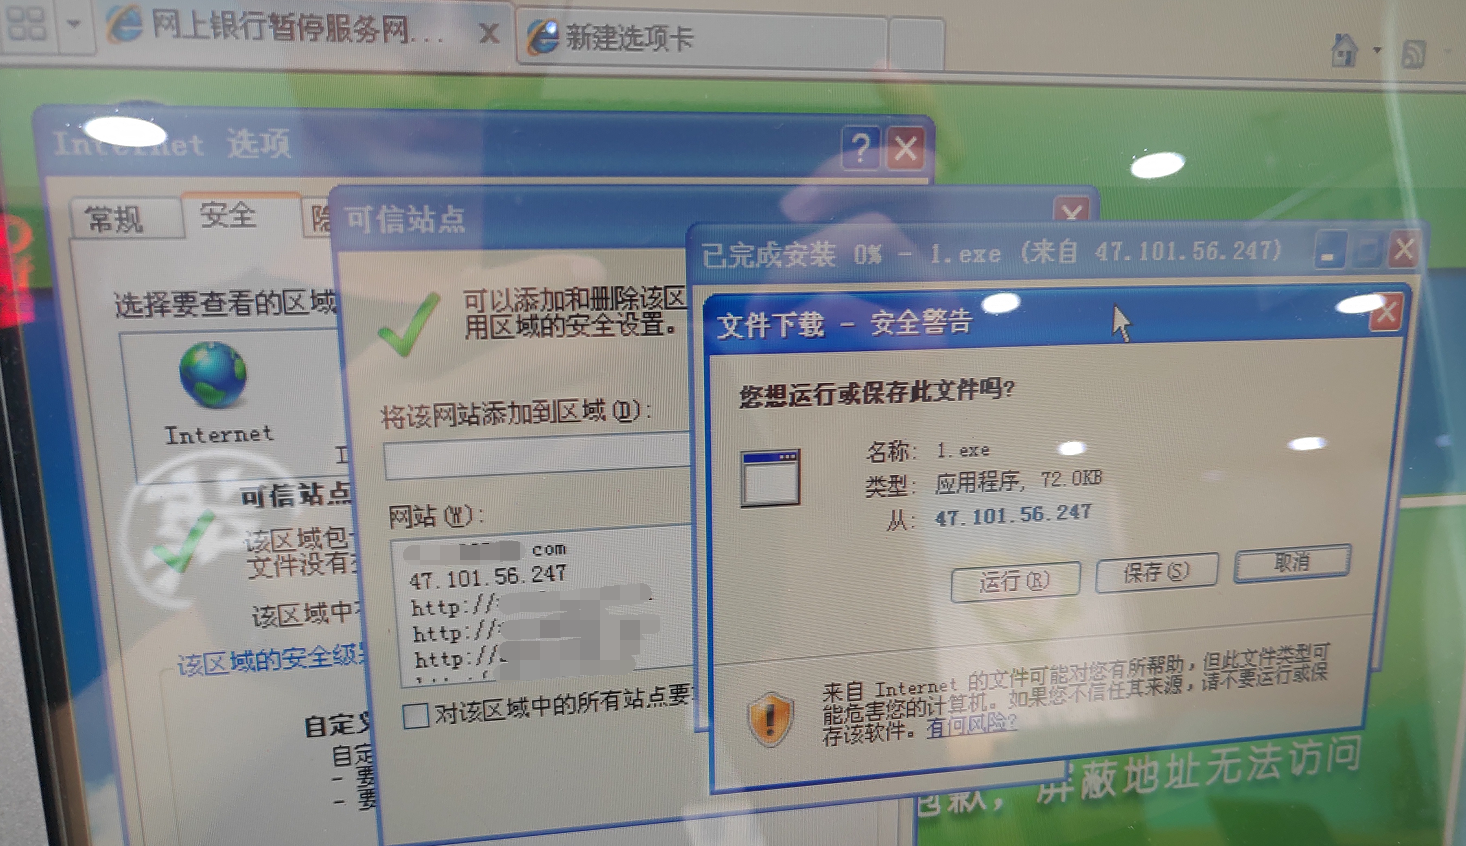 网上银行暂停服务网...
新建选项卡
Internet 选项
常规
安全
隐
选择要查看的区域
Internet
可信站点
该区域包
文件没有
该区域中
该区域的安全级
自定义
自定
- 要
- 要
可信站点
可以添加和删除该区
用区域的安全设置。
将该网站添加到区域(D):
网站(W):
com
47.101.56.247
http://
http://
http://
对该区域中的所有站点要
已完成安装 0% - 1.exe (来自 47.101.56.247)
文件下载 - 安全警告
您想运行或保存此文件吗?
名称: 1.exe
类型: 应用程序, 72.0KB
从: 47.101.56.247
运行(R)
保存(S)
取消
来自 Internet 的文件可能对您有所帮助，但此文件类型可
能危害您的计算机。如果您不信任其来源，请不要运行或保
存该软件。有何风险?
抱歉，屏蔽地址无法访问